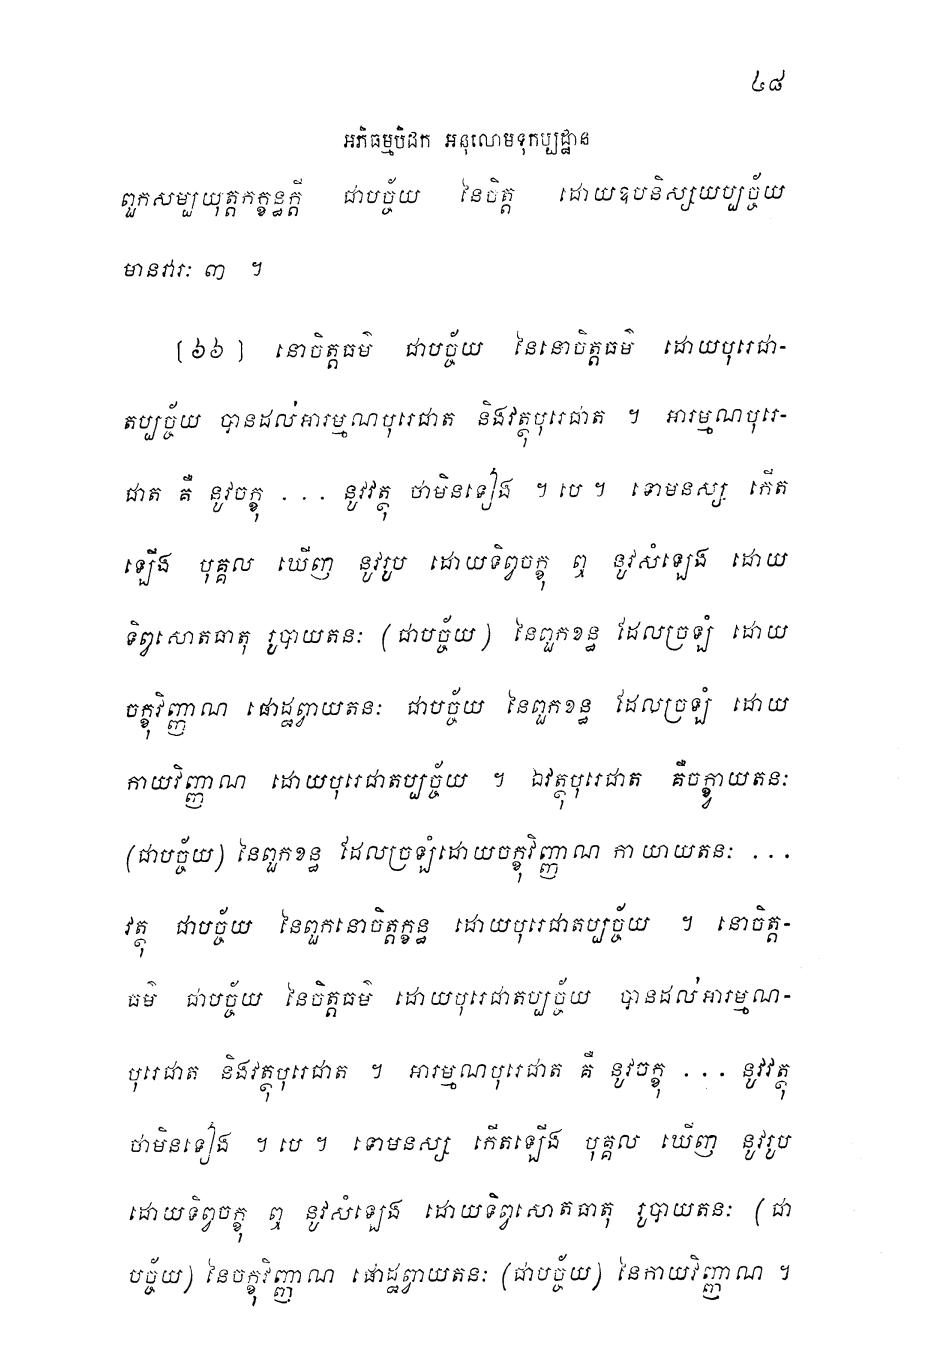 ៤៨
អភិធម្មបិដក អនុលោមទុកប្បដ្ឋាន
ពួកសម្បយុត្តកក្ខន្ធក្តី ជាបច្ច័យ នៃចិត្ត ដោយឧបនិស្សយប្បច្ច័យ
មានវារៈ ៣ ។
[៦៦] នោចិត្តធម៌ ជាបច្ច័យ នៃនោចិត្តធម៌ ដោយបុរេជា-
តប្បច្ច័យ បានដល់អារម្មណបុរេជាត និងវត្ថុបុរេជាត ។ អារម្មណបុរេ-
ជាត គឺ នូវចក្ខុ ... នូវវត្ថុ ថាមិនទៀង ។ បេ ។ ទោមនស្ស កើត
ឡើង បុគ្គល ឃើញ នូវរូប ដោយទិព្វចក្ខុ ឮ នូវសំឡេង ដោយ
ទិព្វសោតធាតុ រូបាយតនៈ (ជាបច្ច័យ) នៃពួកខន្ធ ដែលច្រឡំ ដោយ
ចក្ខុវិញ្ញាណ ផោដ្ឋព្វាយតនៈ ជាបច្ច័យ នៃពួកខន្ធ ដែលច្រឡំ ដោយ
កាយវិញ្ញាណ ដោយបុរេជាតប្បច្ច័យ ។ ឯវត្ថុបុរេជាត គឺចក្ខ្វាយតនៈ
(ជាបច្ច័យ) នៃពួកខន្ធ ដែលច្រឡំដោយចក្ខុវិញ្ញាណ កាយាយតនៈ ...
វត្ថុ ជាបច្ច័យ នៃពួកនោចិត្តក្ខន្ធ ដោយបុរេជាតប្បច្ច័យ ។ នោចិត្ត-
ធម៌ ជាបច្ច័យ នៃចិត្តធម៌ ដោយបុរេជាតប្បច្ច័យ បានដល់អារម្មណ-
បុរេជាត និងវត្ថុបុរេជាត ។ អារម្មណបុរេជាត គឺ នូវចក្ខុ ... នូវវត្ថុ
ថាមិនទៀង ។ បេ ។ ទោមនស្ស កើតឡើង បុគ្គល ឃើញ នូវរូប
ដោយទិព្វចក្ខុ ឮ នូវសំឡេង ដោយទិព្វសោតធាតុ រូបាយតនៈ (ជា
បច្ច័យ) នៃចក្ខុវិញ្ញាណ ផោដ្ឋព្វាយតនៈ (ជាបច្ច័យ) នៃកាយវិញ្ញាណ ។